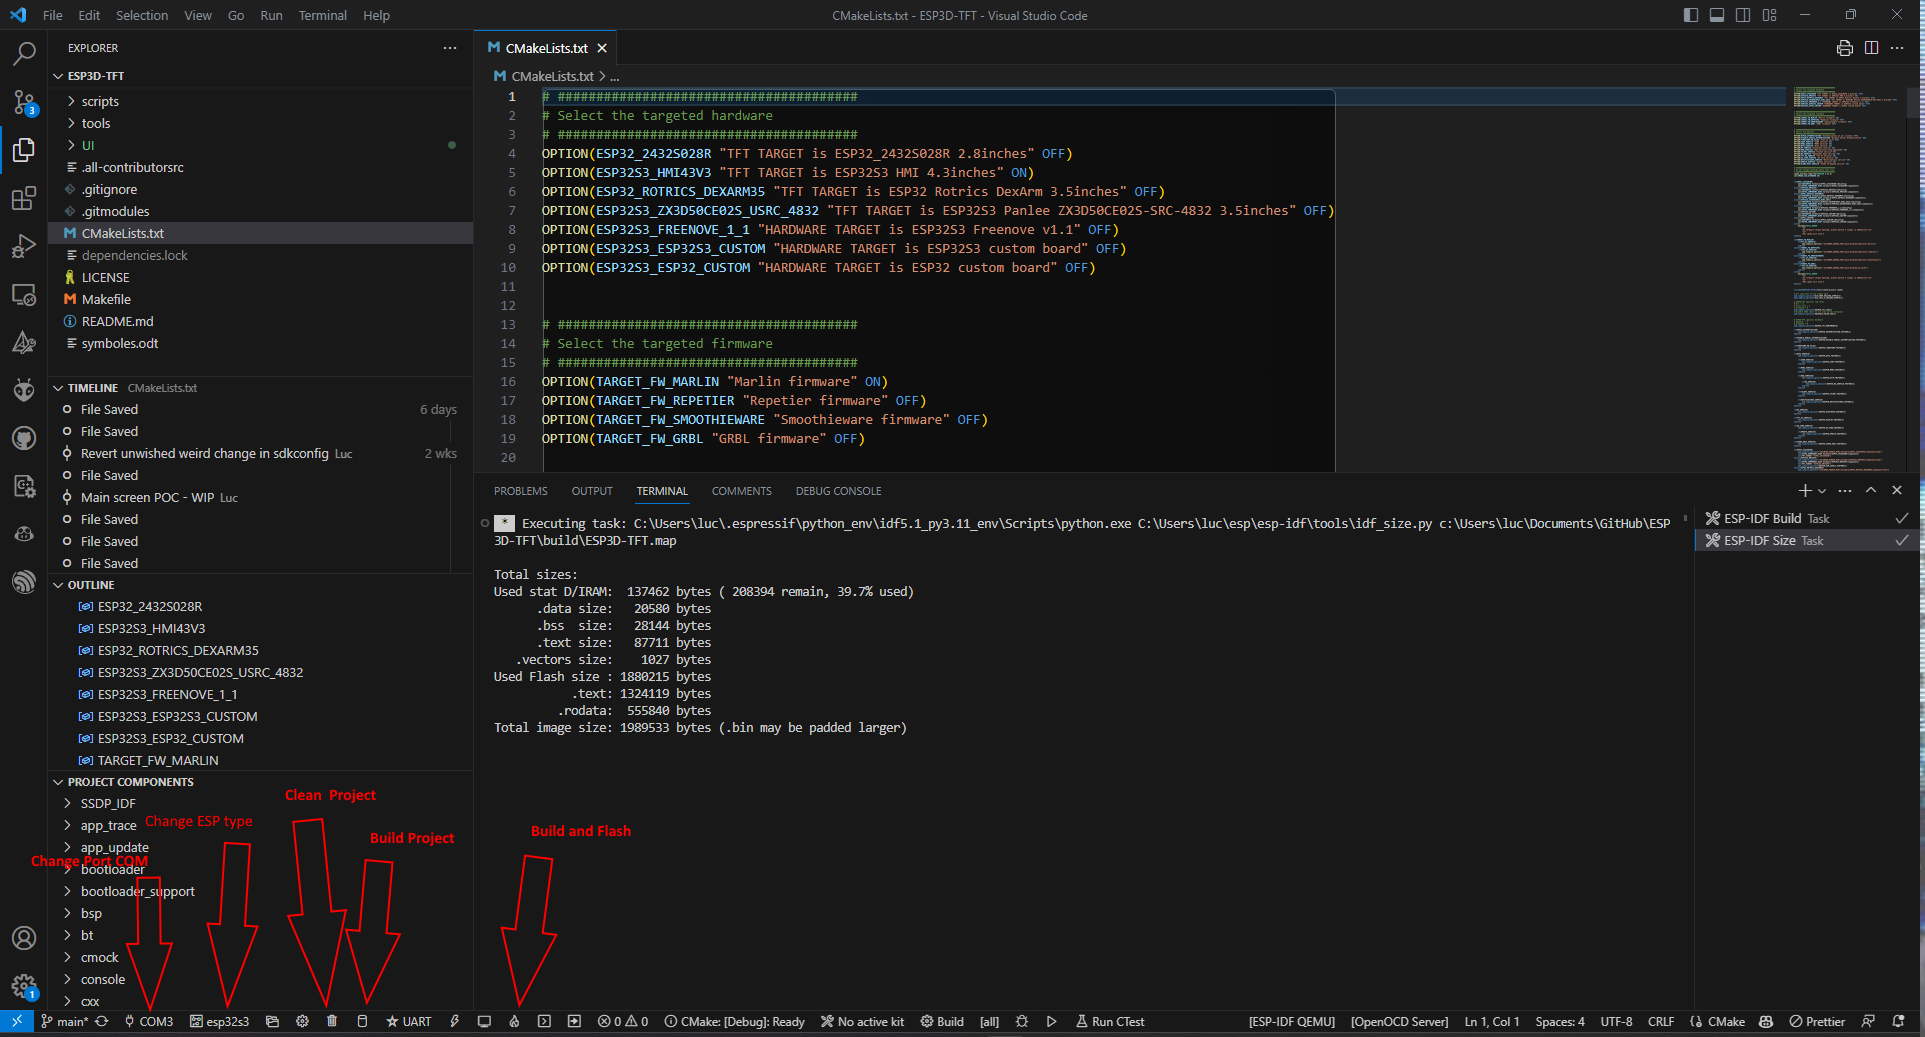 File Edit Selection View Go Run Terminal Help
CMakeLists.txt - ESP3D-TFT - Visual Studio Code
EXPLORER
ESP3D-TFT
scripts
tools
UI
.all-contributorsrc
.gitignore
.gitmodules
CMakeLists.txt
dependencies.lock
LICENSE
Makefile
README.md
symboles.odt
TIMELINE CMakeLists.txt
File Saved 6 days
File Saved
Revert unwished weird change in sdkconfig Luc 2 wks
File Saved
Main screen POC - WIP Luc
File Saved
File Saved
File Saved
OUTLINE
ESP32_2432S028R
ESP32S3_HMI43V3
ESP32_ROTRICS_DEXARM35
ESP32S3_ZX3D50CE02S_USRC_4832
ESP32S3_FREENOVE_1_1
ESP32S3_ESP32S3_CUSTOM
ESP32S3_ESP32_CUSTOM
TARGET_FW_MARLIN
PROJECT COMPONENTS
SSDP_IDF
app_trace
app_update
bootloader
bootloader_support
bsp
bt
cmock
console
cxx
Change Port COM
Change ESP type
Clean Project
Build Project
Build and Flash
CMakeLists.txt
CMakeLists.txt > ...
1 # #######################################
2 # Select the targeted hardware
3 # #######################################
4 OPTION(ESP32_2432S028R "TFT TARGET is ESP32_2432S028R 2.8inches" OFF)
5 OPTION(ESP32S3_HMI43V3 "TFT TARGET is ESP32S3 HMI 4.3inches" ON)
6 OPTION(ESP32_ROTRICS_DEXARM35 "TFT TARGET is ESP32 Rotrics DexArm 3.5inches" OFF)
7 OPTION(ESP32S3_ZX3D50CE02S_USRC_4832 "TFT TARGET is ESP32S3 Panlee ZX3D50CE02S-SRC-4832 3.5inches" OFF)
8 OPTION(ESP32S3_FREENOVE_1_1 "HARDWARE TARGET is ESP32S3 Freenove v1.1" OFF)
9 OPTION(ESP32S3_ESP32S3_CUSTOM "HARDWARE TARGET is ESP32S3 custom board" OFF)
10 OPTION(ESP32S3_ESP32_CUSTOM "HARDWARE TARGET is ESP32 custom board" OFF)
11
12
13 # #######################################
14 # Select the targeted firmware
15 # #######################################
16 OPTION(TARGET_FW_MARLIN "Marlin firmware" ON)
17 OPTION(TARGET_FW_REPETIER "Repetier firmware" OFF)
18 OPTION(TARGET_FW_SMOOTHIEWARE "Smoothieware firmware" OFF)
19 OPTION(TARGET_FW_GRBL "GRBL firmware" OFF)
20
PROBLEMS OUTPUT TERMINAL COMMENTS DEBUG CONSOLE
* Executing task: C:\Users\luc\.espressif\python_env\idf5.1_py3.11_env\Scripts\python.exe C:\Users\luc\esp\esp-idf\tools\idf_size.py c:\Users\luc\Documents\GitHub\ESP
3D-TFT\build\ESP3D-TFT.map
Total sizes:
Used stat D/IRAM: 137462 bytes ( 208394 remain, 39.7% used)
.data size: 20580 bytes
.bss size: 28144 bytes
.text size: 87711 bytes
.vectors size: 1027 bytes
Used Flash size : 1880215 bytes
.text: 1324119 bytes
.rodata: 555840 bytes
Total image size: 1989533 bytes (.bin may be padded larger)
ESP-IDF Build Task
ESP-IDF Size Task
3
1
main* COM3 esp32s3 UART 0 0 CMake: [Debug]: Ready No active kit Build [all] Run CTest [ESP-IDF QEMU] [OpenOCD Server] Ln 1, Col 1 Spaces: 4 UTF-8 CRLF CMake Prettier